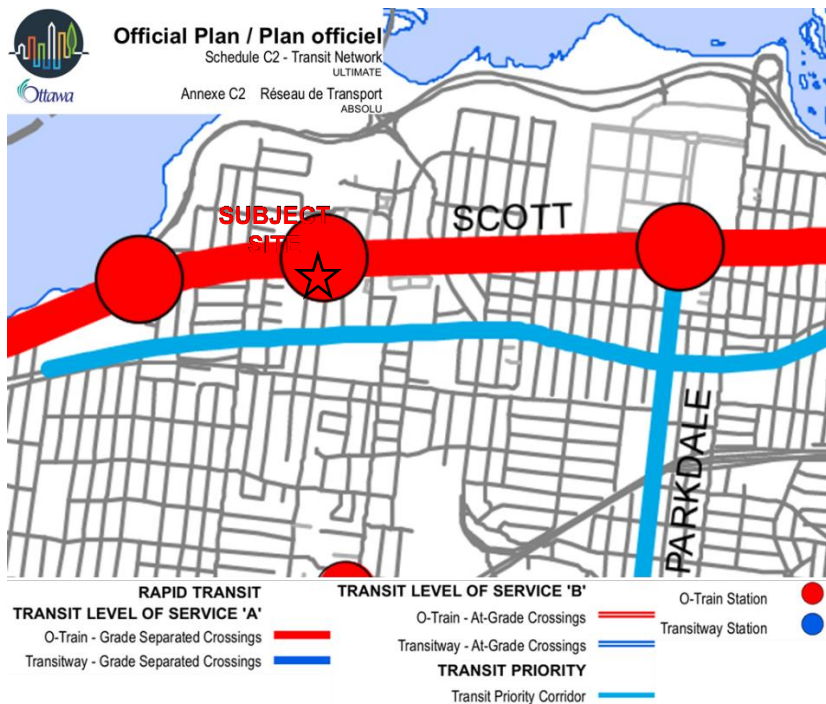 Official Plan / Plan officiel
Schedule C2 - Transit Network
ULTIMATE
Annexe C2 Réseau de Transport
ABSOLU
Ottawa
SCOTT
SUBJECT
SITE
PARKDALE
RAPID TRANSIT
TRANSIT LEVEL OF SERVICE 'A'
O-Train - Grade Separated Crossings
Transitway - Grade Separated Crossings
TRANSIT LEVEL OF SERVICE 'B'
O-Train - At-Grade Crossings
Transitway - At-Grade Crossings
TRANSIT PRIORITY
Transit Priority Corridor
O-Train Station
Transitway Station